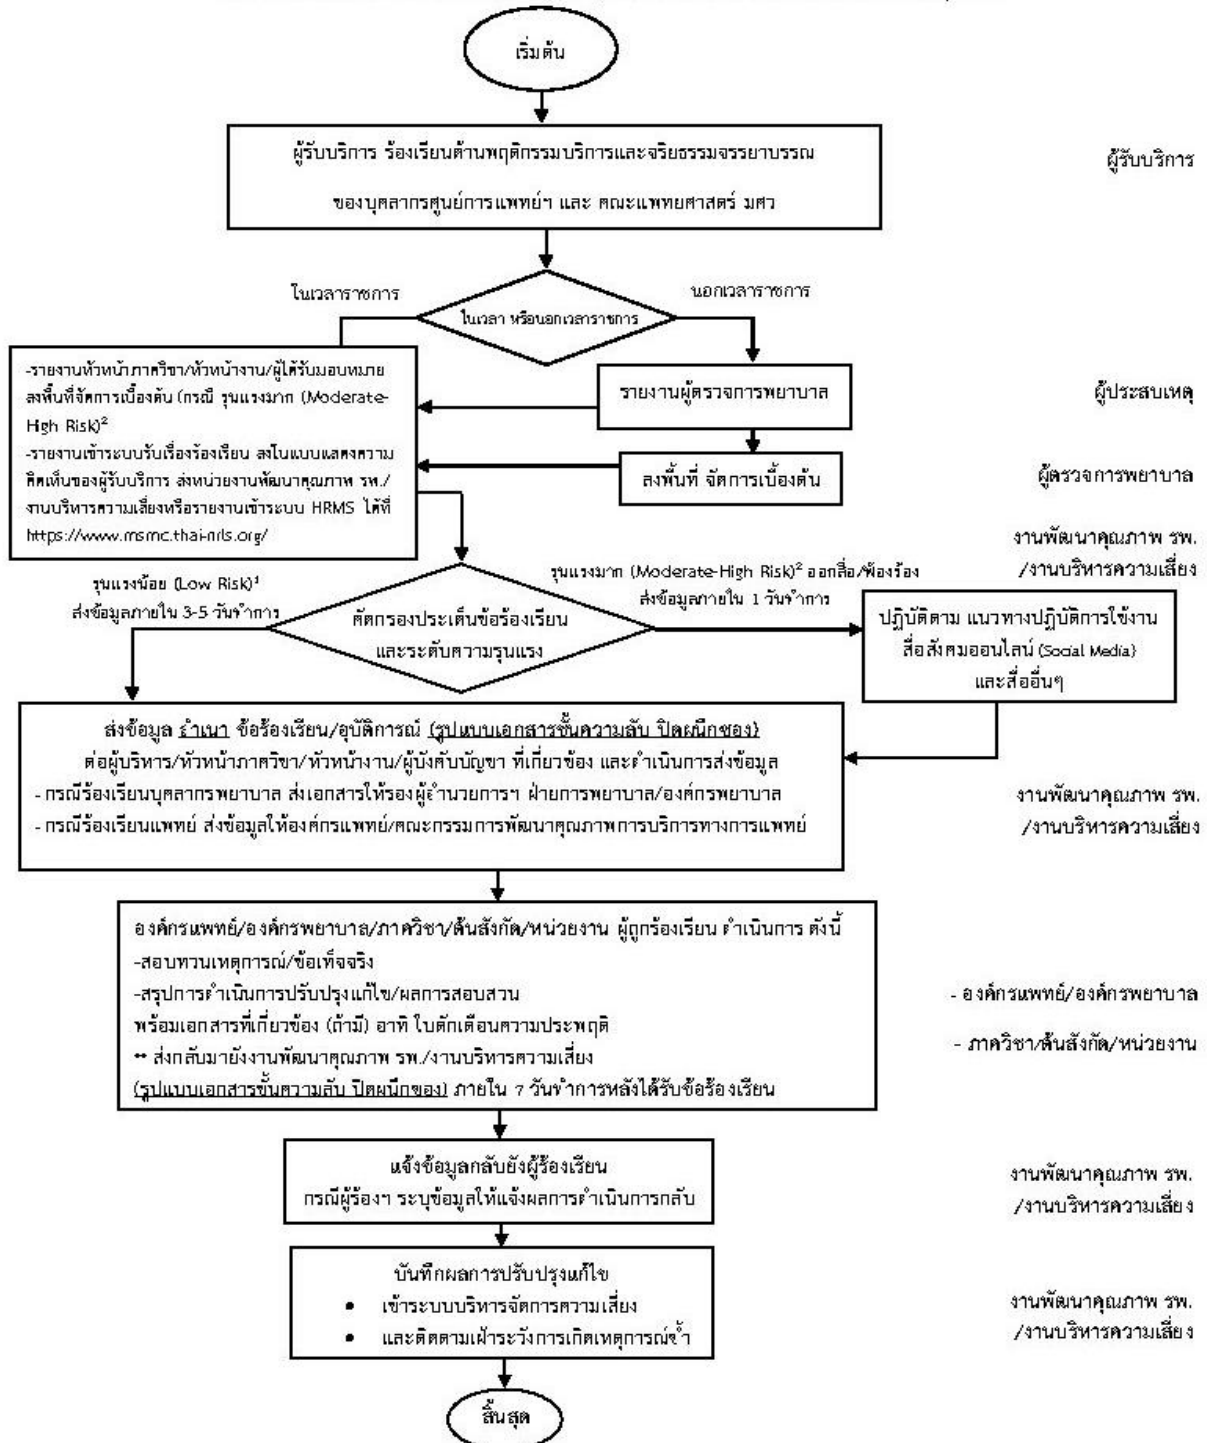 เริ่มต้น
ผู้รับบริการ ร้องเรียนด้านพฤติกรรมบริการและจริยธรรมจรรยาบรรณ
ของบุคลากรศูนย์การแพทย์ฯ และ คณะแพทยศาสตร์ มศว
ผู้รับบริการ
ในเวลาราชการ
นอกเวลาราชการ
ในเวลา หรือนอกเวลาราชการ
-รายงานหัวหน้าภาควิชา/หัวหน้างาน/ผู้ได้รับมอบหมาย
ลงพื้นที่จัดการเบื้องต้น (กรณี รุนแรงมาก (Moderate-
High Risk)²
-รายงานเข้าระบบรับเรื่องร้องเรียน ลงในแบบแสดงความ
คิดเห็นของผู้รับบริการ ส่งหน่วยงานพัฒนาคุณภาพ รพ./
งานบริหารความเสี่ยงหรือรายงานเข้าระบบ HRMS ได้ที่
https://www.msmc.thai-nrls.org/
รายงานผู้ตรวจการพยาบาล
ผู้ประสบเหตุ
ลงพื้นที่ จัดการเบื้องต้น
ผู้ตรวจการพยาบาล
งานพัฒนาคุณภาพ รพ.
/งานบริหารความเสี่ยง
รุนแรงน้อย (Low Risk)¹
ส่งข้อมูลภายใน 3-5 วันทำการ
รุนแรงมาก (Moderate-High Risk)² ออกสื่อ/ฟ้องร้อง
ส่งข้อมูลภายใน 1 วันทำการ
คัดกรองประเด็นข้อร้องเรียน
และระดับความรุนแรง
ปฏิบัติตาม แนวทางปฏิบัติการใช้งาน
สื่อสังคมออนไลน์ (Social Media)
และสื่ออื่นๆ
ส่งข้อมูล สำเนา ข้อร้องเรียน/อุบัติการณ์ (รูปแบบเอกสารชั้นความลับ ปิดผนึกซอง)
ต่อผู้บริหาร/หัวหน้าภาควิชา/หัวหน้างาน/ผู้บังคับบัญชา ที่เกี่ยวข้อง และดำเนินการส่งข้อมูล
- กรณีร้องเรียนบุคลากรพยาบาล ส่งเอกสารให้รองผู้อำนวยการฯ ฝ่ายการพยาบาล/องค์กรพยาบาล
- กรณีร้องเรียนแพทย์ ส่งข้อมูลให้องค์กรแพทย์/คณะกรรมการพัฒนาคุณภาพการบริการทางการแพทย์
งานพัฒนาคุณภาพ รพ.
/งานบริหารความเสี่ยง
องค์กรแพทย์/องค์กรพยาบาล/ภาควิชา/ต้นสังกัด/หน่วยงาน ผู้ถูกร้องเรียน ดำเนินการ ดังนี้
-สอบทวนเหตุการณ์/ข้อเท็จจริง
-สรุปการดำเนินการปรับปรุงแก้ไข/ผลการสอบสวน
พร้อมเอกสารที่เกี่ยวข้อง (ถ้ามี) อาทิ ใบตักเตือนความประพฤติ
** ส่งกลับมายังงานพัฒนาคุณภาพ รพ./งานบริหารความเสี่ยง
(รูปแบบเอกสารชั้นความลับ ปิดผนึกซอง) ภายใน 7 วันทำการหลังได้รับข้อร้องเรียน
- องค์กรแพทย์/องค์กรพยาบาล
- ภาควิชา/ต้นสังกัด/หน่วยงาน
แจ้งข้อมูลกลับยังผู้ร้องเรียน
กรณีผู้ร้องฯ ระบุข้อมูลให้แจ้งผลการดำเนินการกลับ
งานพัฒนาคุณภาพ รพ.
/งานบริหารความเสี่ยง
บันทึกผลการปรับปรุงแก้ไข
• เข้าระบบบริหารจัดการความเสี่ยง
• และติดตามเฝ้าระวังการเกิดเหตุการณ์ซ้ำ
งานพัฒนาคุณภาพ รพ.
/งานบริหารความเสี่ยง
สิ้นสุด